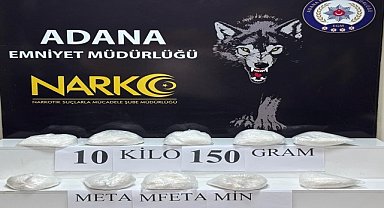 ADANA
EMNİYET MÜDÜRLÜĞÜ
NARKO
NARKOTİK SUÇLARLA MÜCADELE ŞUBE MÜDÜRLÜĞÜ
10 KİLO 150 GRAM
META MFETA MİN